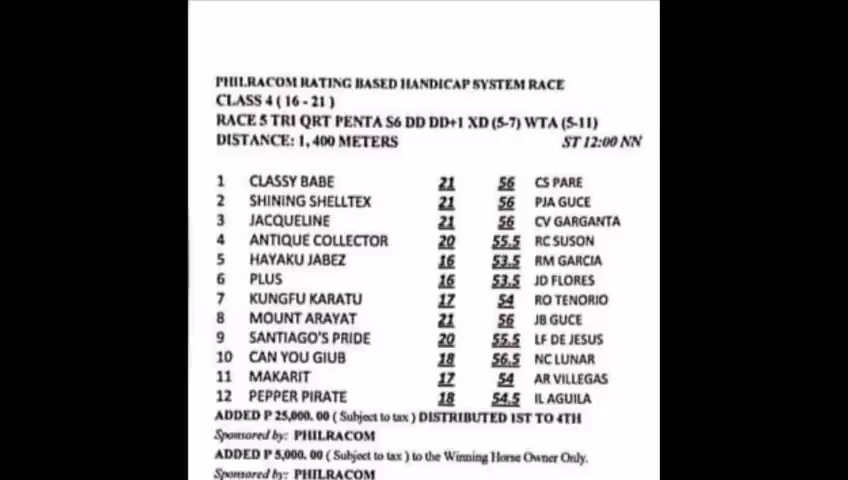 PHILRACOM RATING BASED HANDICAP SYSTEM RACE
CLASS 4 ( 16 - 21 )
RACE 5 TRI QRT PENTA S6 DD DD+1 XD (5-7) WTA (5-11)
DISTANCE: 1, 400 METERS ST 12:00 NN
1 CLASSY BABE 21 56 CS PARE
2 SHINING SHELLTEX 21 56 PJA GUCE
3 JACQUELINE 21 56 CV GARGANTA
4 ANTIQUE COLLECTOR 20 55.5 RC SUSON
5 HAYAKU JABEZ 16 53.5 RM GARCIA
6 PLUS 16 53.5 JD FLORES
7 KUNGFU KARATU 17 54 RO TENORIO
8 MOUNT ARAYAT 21 56 JB GUCE
9 SANTIAGO'S PRIDE 20 55.5 LF DE JESUS
10 CAN YOU GIUB 18 56.5 NC LUNAR
11 MAKARIT 17 54 AR VILLEGAS
12 PEPPER PIRATE 18 54.5 IL AGUILA
ADDED P 25,000. 00 ( Subject to tax ) DISTRIBUTED 1ST TO 4TH
Sponsored by: PHILRACOM
ADDED P 5,000. 00 ( Subject to tax ) to the Winning Horse Owner Only.
Sponsored by: PHILRACOM